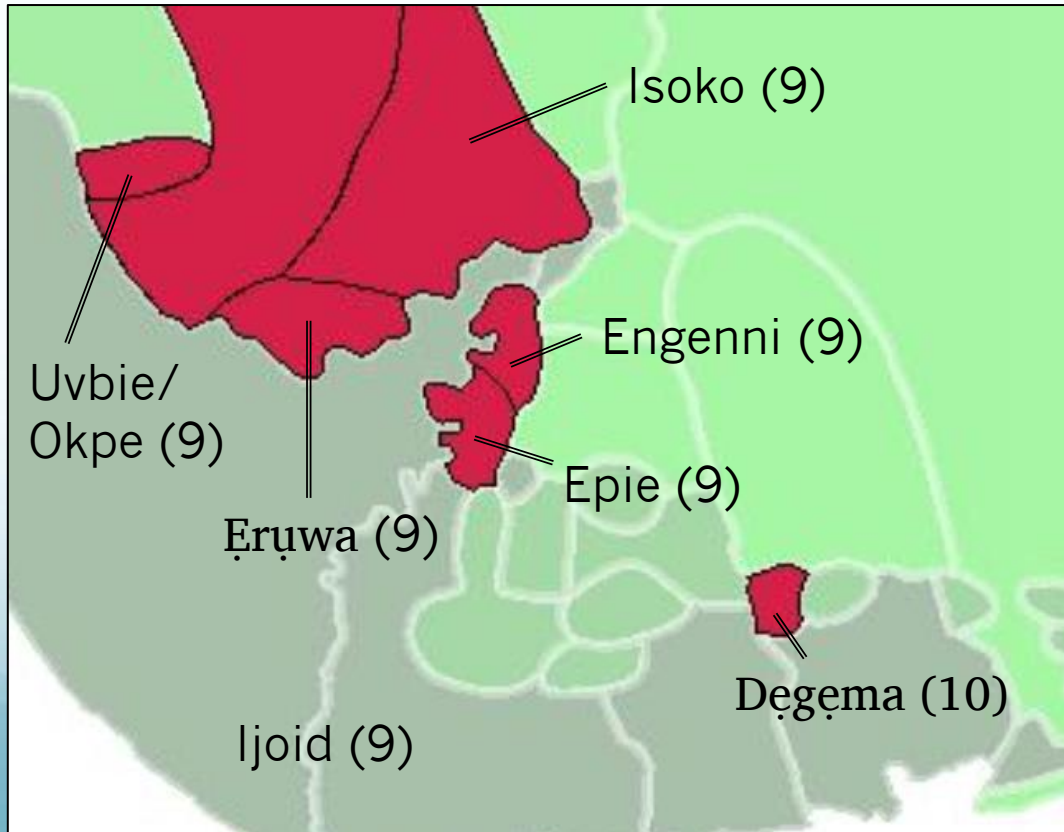 Isoko (9)
Engenni (9)
Uvbie/
Okpe (9)
Epie (9)
Ẹrụwa (9)
Dẹgẹma (10)
Ijoid (9)